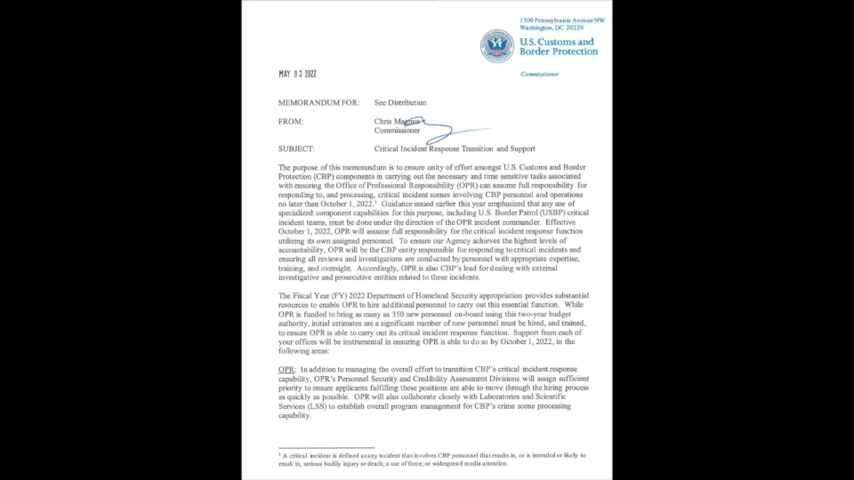 1300 Pennsylvania Avenue NW
Washington, DC 20229
U.S. Customs and
Border Protection
Commissioner
MAY 03 2022
MEMORANDUM FOR: See Distribution
FROM: Chris Magnus
Commissioner
SUBJECT: Critical Incident Response Transition and Support
The purpose of this memorandum is to ensure unity of effort amongst U.S. Customs and Border
Protection (CBP) components in carrying out the necessary and time sensitive tasks associated
with ensuring the Office of Professional Responsibility (OPR) can assume full responsibility for
responding to, and processing, critical incident scenes involving CBP personnel and operations
no later than October 1, 2022.¹ Guidance issued earlier this year emphasized that any use of
specialized component capabilities for this purpose, including U.S. Border Patrol (USBP) critical
incident teams, must be done under the direction of the OPR incident commander. Effective
October 1, 2022, OPR will assume full responsibility for the critical incident response function
utilizing its own assigned personnel. To ensure our Agency achieves the highest levels of
accountability, OPR will be the CBP entity responsible for responding to critical incidents and
ensuring all reviews and investigations are conducted by personnel with appropriate expertise,
training, and oversight. Accordingly, OPR is also CBP's lead for dealing with external
investigative and prosecutive entities related to these incidents.
The Fiscal Year (FY) 2022 Department of Homeland Security appropriation provides substantial
resources to enable OPR to hire additional personnel to carry out this essential function. While
OPR is funded to bring as many as 350 new personnel on-board using this two-year budget
authority, initial estimates are a significant number of new personnel must be hired, and trained,
to ensure OPR is able to carry out its critical incident response function. Support from each of
your offices will be instrumental in ensuring OPR is able to do so by October 1, 2022, in the
following areas:
OPR: In addition to managing the overall effort to transition CBP's critical incident response
capability, OPR's Personnel Security and Credibility Assessment Divisions will assign sufficient
priority to ensure applicants fulfilling these positions are able to move through the hiring process
as quickly as possible. OPR will also collaborate closely with Laboratories and Scientific
Services (LSS) to establish overall program management for CBP's crime scene processing
capability.
¹ A critical incident is defined as any incident that involves CBP personnel that results in, or is intended or likely to
result in, serious bodily injury or death; a use of force; or widespread media attention.